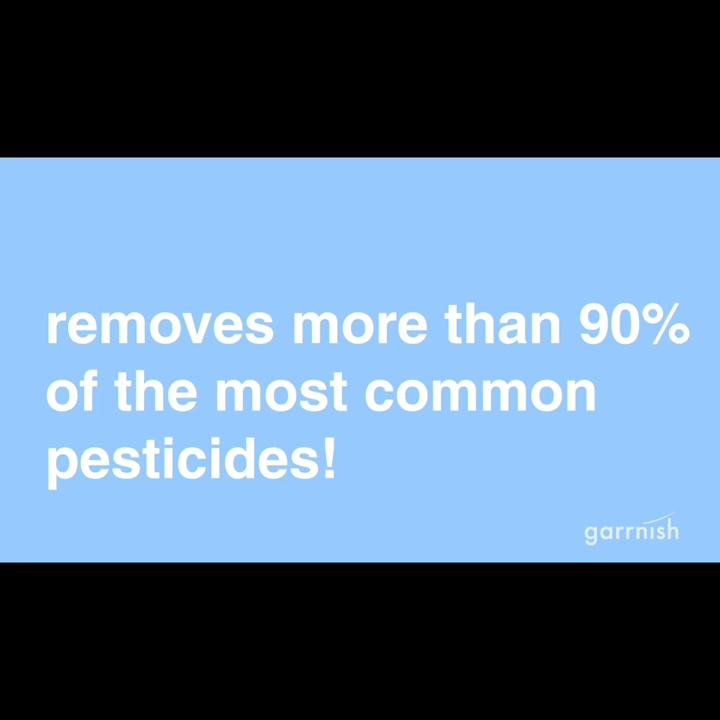 removes more than 90%
of the most common
pesticides!
garrnish